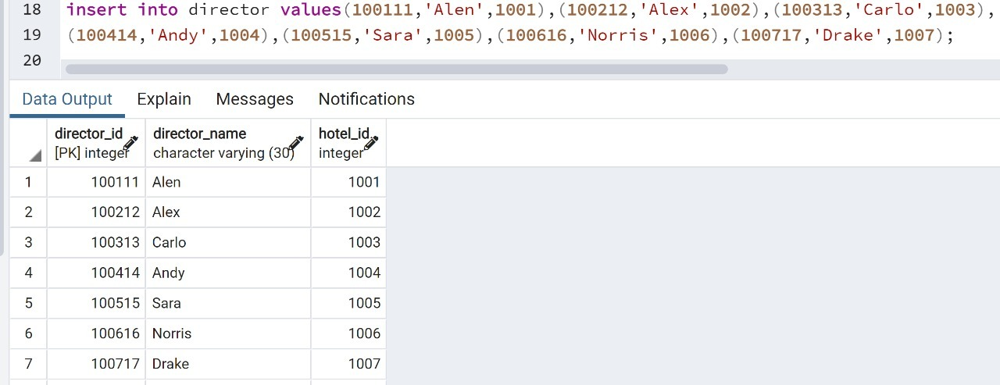 18 insert into director values(100111,'Alen',1001),(100212,'Alex',1002),(100313,'Carlo',1003),
19 (100414,'Andy',1004),(100515,'Sara',1005),(100616,'Norris',1006),(100717,'Drake',1007);
20
Data Output Explain Messages Notifications
director_id director_name hotel_id
[PK] integer character varying (30) integer
1 100111 Alen 1001
2 100212 Alex 1002
3 100313 Carlo 1003
4 100414 Andy 1004
5 100515 Sara 1005
6 100616 Norris 1006
7 100717 Drake 1007